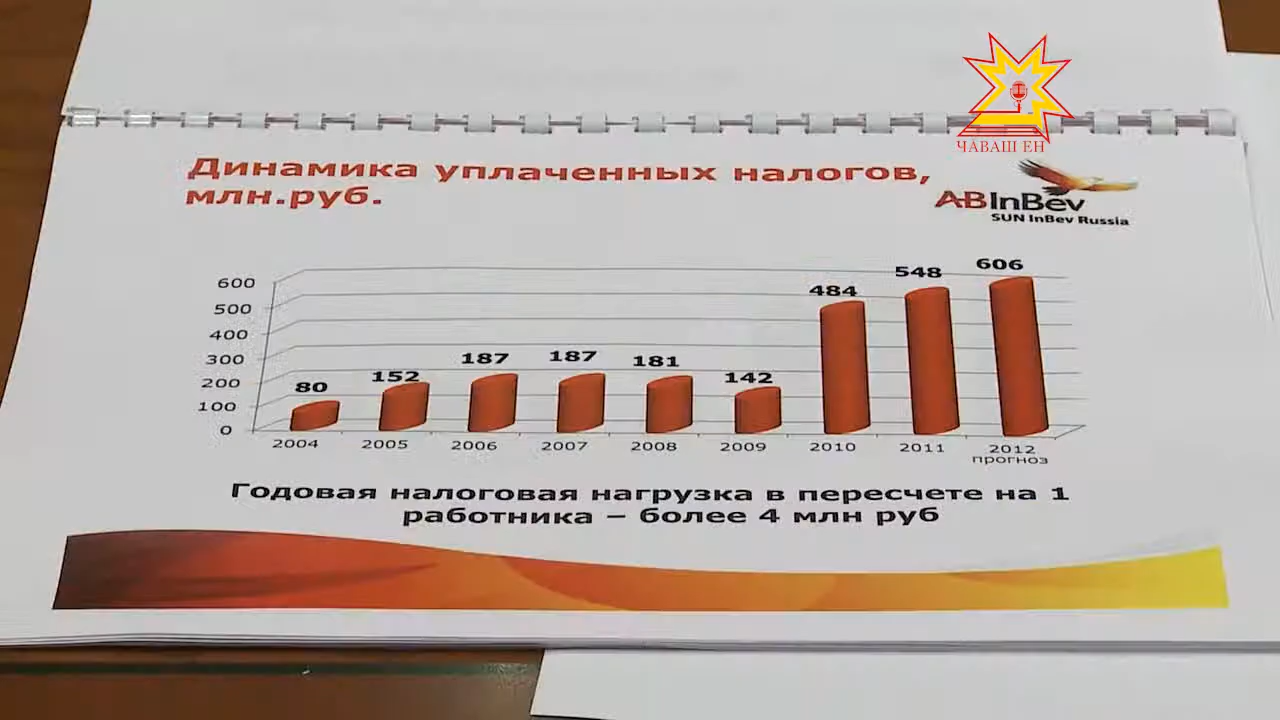 ЧӐВАШ ЕН
Динамика уплаченных налогов,
млн.руб.
ABInBev
SUN InBev Russia
600
500
400
300
200
100
0
80
152
187
187
181
142
484
548
606
2004 2005 2006 2007 2008 2009 2010 2011 2012
прогноз
Годовая налоговая нагрузка в пересчете на 1
работника – более 4 млн руб